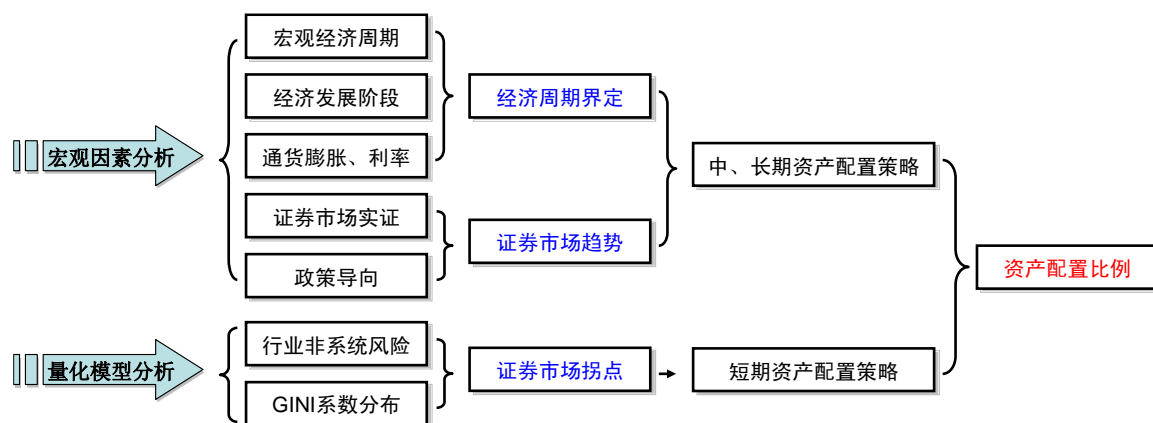 宏观因素分析
宏观经济周期
经济发展阶段
通货膨胀、利率
证券市场实证
政策导向
经济周期界定
证券市场趋势
中、长期资产配置策略
量化模型分析
行业非系统风险
GINI系数分布
证券市场拐点
短期资产配置策略
资产配置比例